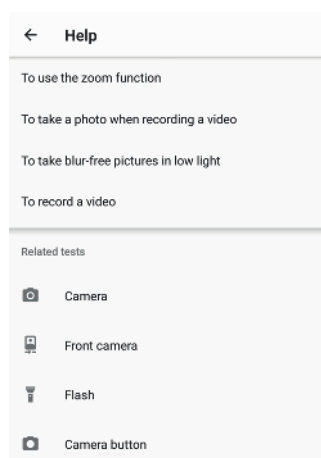 Help
To use the zoom function
To take a photo when recording a video
To take blur-free pictures in low light
To record a video
Related tests
Camera
Front camera
Flash
Camera button